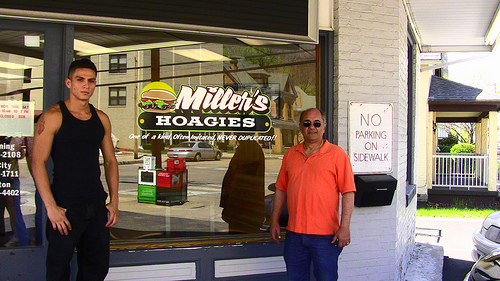 Miller's
HOAGIES
One of a kind, Often Imitated, NEVER DUPLICATED!!
NO
PARKING
ON
SIDEWALK
-2108
-1711
-4402